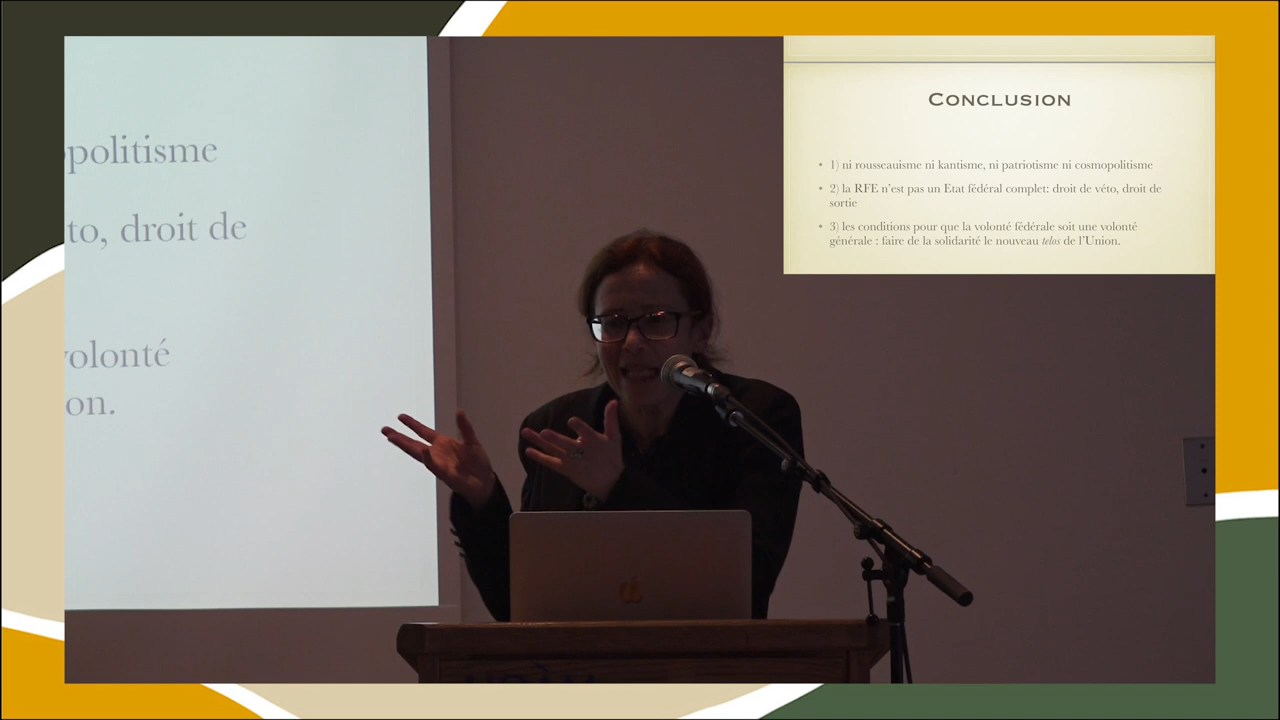 opolitisme
to, droit de
volonté
on.
CONCLUSION
• 1) ni rousseauisme ni kantisme, ni patriotisme ni cosmopolitisme
• 2) la RFE n’est pas un Etat fédéral complet: droit de véto, droit de
sortie
• 3) les conditions pour que la volonté fédérale soit une volonté
générale : faire de la solidarité le nouveau telos de l’Union.